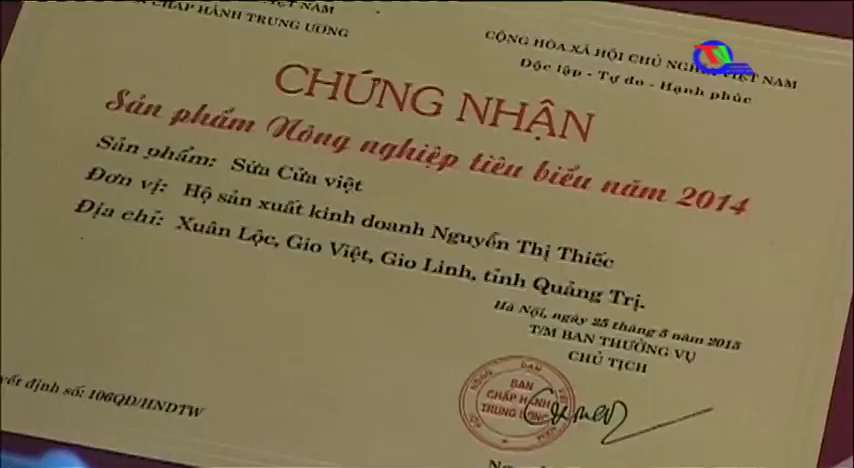 VIỆT NAM
CHẤP HÀNH TRUNG ƯƠNG
CỘNG HÒA XÃ HỘI CHỦ NGHĨA VIỆT NAM
Độc lập - Tự do - Hạnh phúc
TV
CHỨNG NHẬN
Sản phẩm Nông nghiệp tiêu biểu năm 2014
Sản phẩm: Sứa Cửa việt
Đơn vị: Hộ sản xuất kinh doanh Nguyễn Thị Thiếc
Địa chỉ: Xuân Lộc, Gio Việt, Gio Linh, tỉnh Quảng Trị.
Hà Nội, ngày 25 tháng 5 năm 2015
T/M BAN THƯỜNG VỤ
CHỦ TỊCH
BAN
CHẤP HÀNH
TRUNG ƯƠNG
định số: 106QĐ/HNDTW